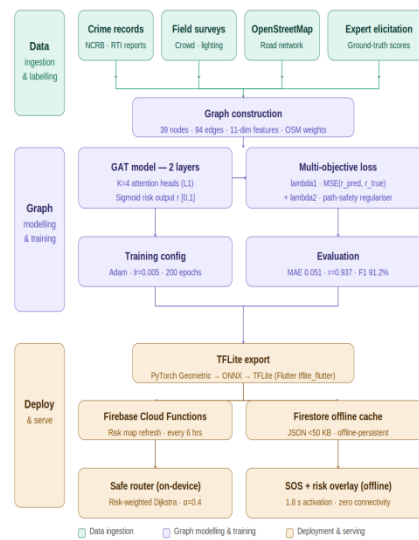 Data
ingestion
& labelling
Crime records
NCRB · RTI reports
Field surveys
Crowd · lighting
OpenStreetMap
Road network
Expert elicitation
Ground-truth scores
Graph construction
39 nodes · 94 edges · 11-dim features · OSM weights
Graph
modelling
& training
GAT model — 2 layers
K=4 attention heads (L1)
Sigmoid risk output r [0,1]
Multi-objective loss
lambda1 · MSE(r_pred, r_true)
+ lambda2 · path-safety regulariser
Training config
Adam · lr=0.005 · 200 epochs
Evaluation
MAE 0.051 · r=0.937 · F1 91.2%
Deploy
& serve
TFLite export
PyTorch Geometric → ONNX → TFLite (Flutter tflite_flutter)
Firebase Cloud Functions
Risk map refresh · every 6 hrs
Firestore offline cache
JSON <50 KB · offline-persistent
Safe router (on-device)
Risk-weighted Dijkstra · α=0.4
SOS + risk overlay (offline)
1.8 s activation · zero connectivity
Data ingestion
Graph modelling & training
Deployment & serving